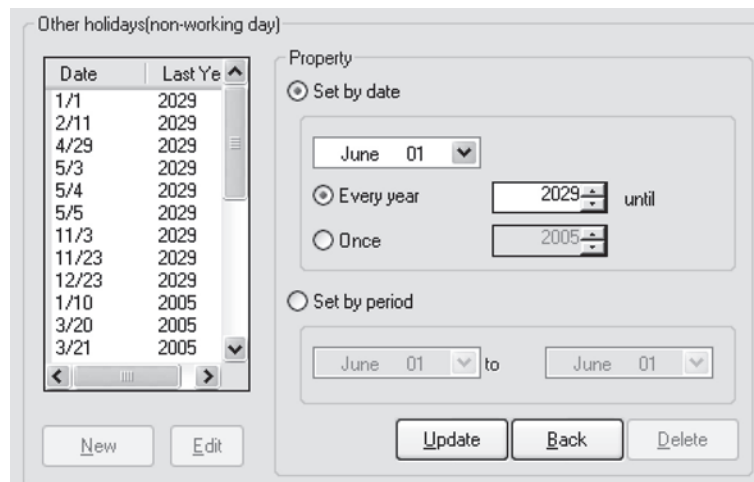 Other holidays(non-working day)
Date Last Ye
1/1 2029
2/11 2029
4/29 2029
5/3 2029
5/4 2029
5/5 2029
11/3 2029
11/23 2029
12/23 2029
1/10 2005
3/20 2005
3/21 2005
New Edit
Property
Set by date
June 01
Every year 2029 until
Once 2005
Set by period
June 01 to June 01
Update Back Delete